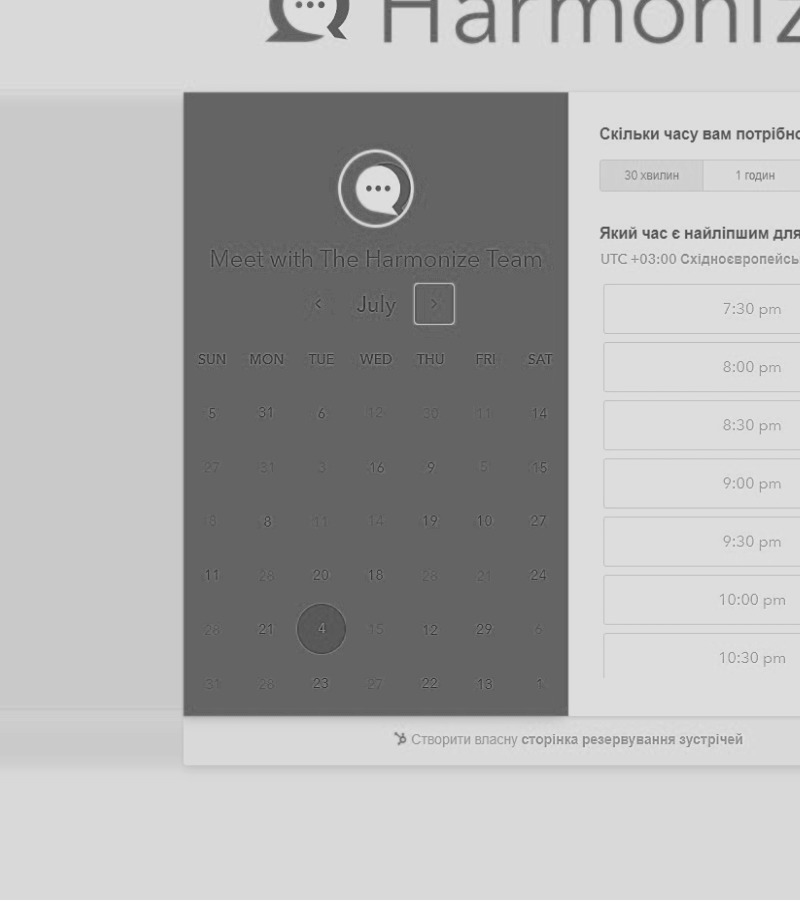 Harmoniz
Meet with The Harmonize Team
July
SUN MON TUE WED THU FRI SAT
5 31 6 12 20 11 14
27 31 3 16 9 5 15
8 8 11 14 19 10 27
11 28 20 18 28 21 24
26 21 4 15 12 29 6
31 28 23 27 22 13 1
Скільки часу вам потрібно
30 хвилин 1 годин
Який час є найліпшим для
UTC +03:00 Східноєвропейсь
7:30 pm
8:00 pm
8:30 pm
9:00 pm
9:30 pm
10:00 pm
10:30 pm
Створити власну сторінка резервування зустрічей